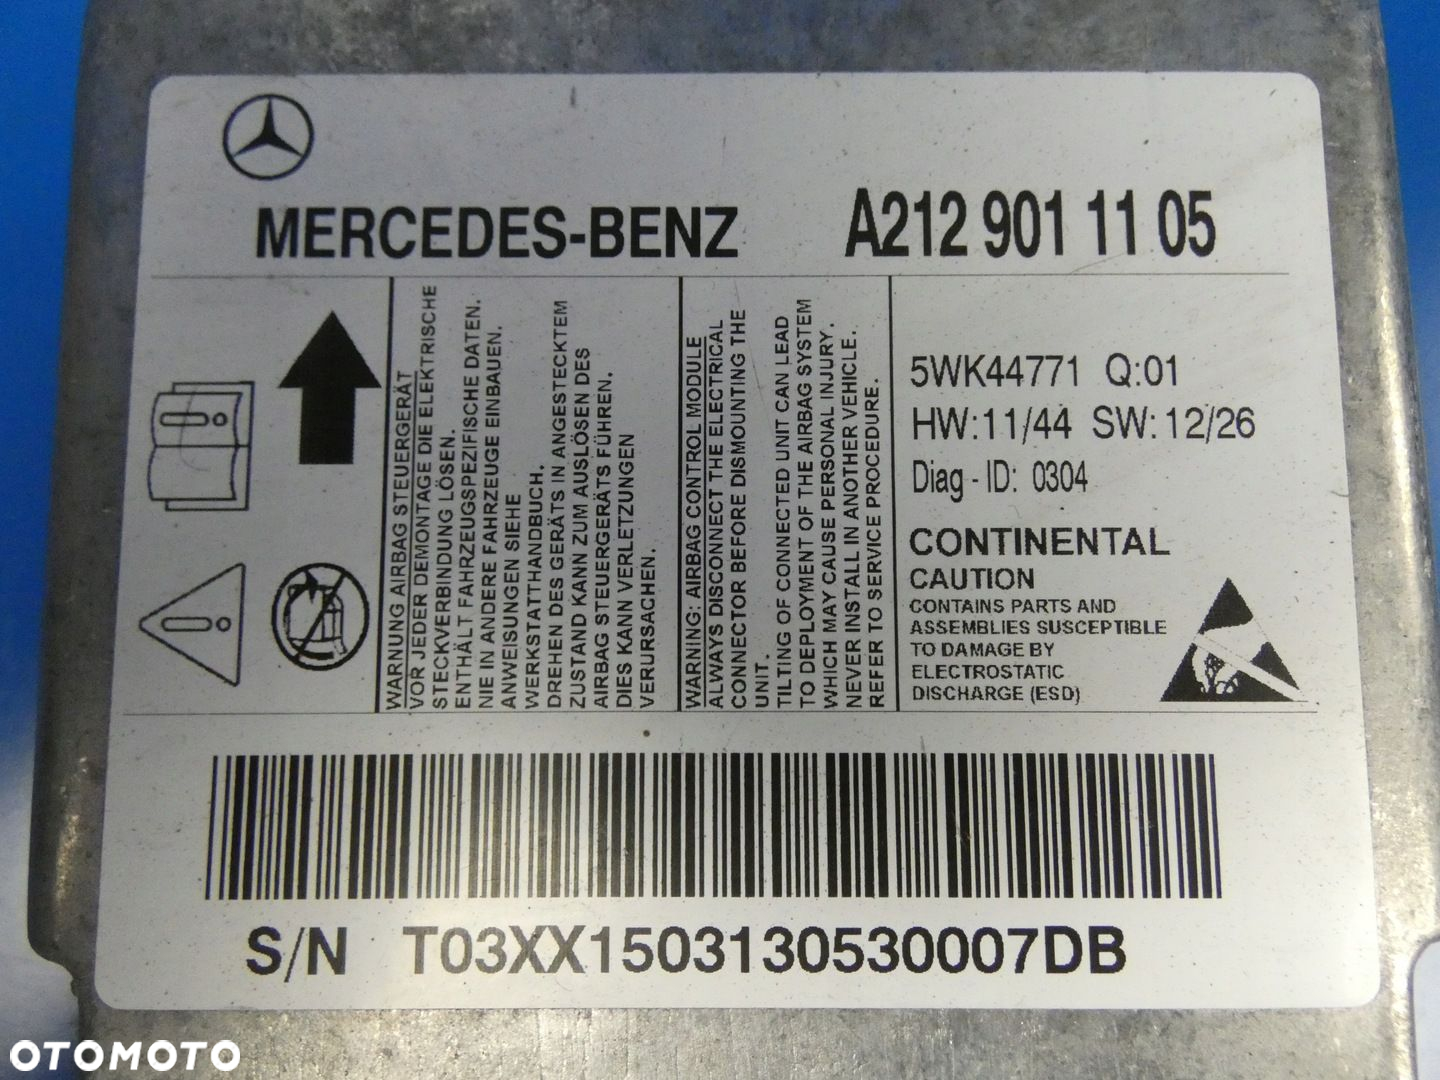 MERCEDES-BENZ
A212 901 11 05
WARNUNG AIRBAG STEUERGERÄT
VOR JEDER DEMONTAGE DIE ELEKTRISCHE
STECKVERBINDUNG LÖSEN.
ENTHÄLT FAHRZEUGSPEZIFISCHE DATEN.
NIE IN ANDERE FAHRZEUGE EINBAUEN.
ANWEISUNGEN SIEHE
WERKSTATTHANDBUCH.
DREHEN DES GERÄTS IN ANGESTECKTEM
ZUSTAND KANN ZUM AUSLÖSEN DES
AIRBAG STEUERGERÄTS FÜHREN.
DIES KANN VERLETZUNGEN
VERURSACHEN.
WARNING: AIRBAG CONTROL MODULE
ALWAYS DISCONNECT THE ELECTRICAL
CONNECTOR BEFORE DISMOUNTING THE
UNIT.
TILTING OF CONNECTED UNIT CAN LEAD
TO DEPLOYMENT OF THE AIRBAG SYSTEM
WHICH MAY CAUSE PERSONAL INJURY.
NEVER INSTALL IN ANOTHER VEHICLE.
REFER TO SERVICE PROCEDURE.
5WK44771 Q:01
HW:11/44 SW:12/26
Diag - ID: 0304
CONTINENTAL
CAUTION
CONTAINS PARTS AND
ASSEMBLIES SUSCEPTIBLE
TO DAMAGE BY
ELECTROSTATIC
DISCHARGE (ESD)
S/N T03XX1503130530007DB
OTOMOTO